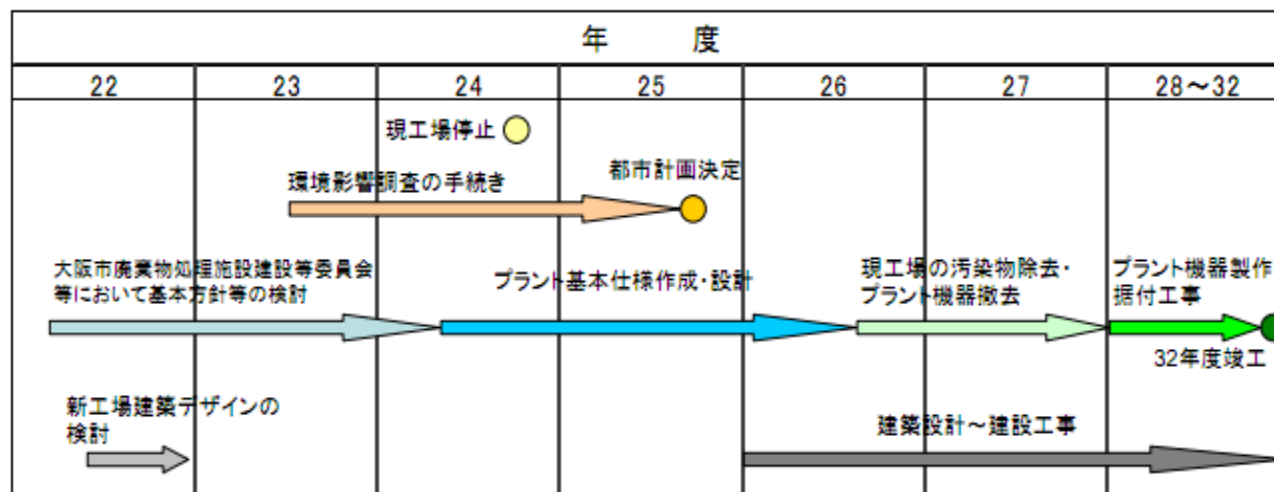 年 度
22 23 24 25 26 27 28～32
現工場停止
都市計画決定
環境影響調査の手続き
大阪市廃棄物処理施設建設等委員会
等において基本方針等の検討
プラント基本仕様作成・設計
現工場の汚染物除去・
プラント機器撤去
プラント機器製作
据付工事
32年度竣工
新工場建築デザインの
検討
建築設計～建設工事